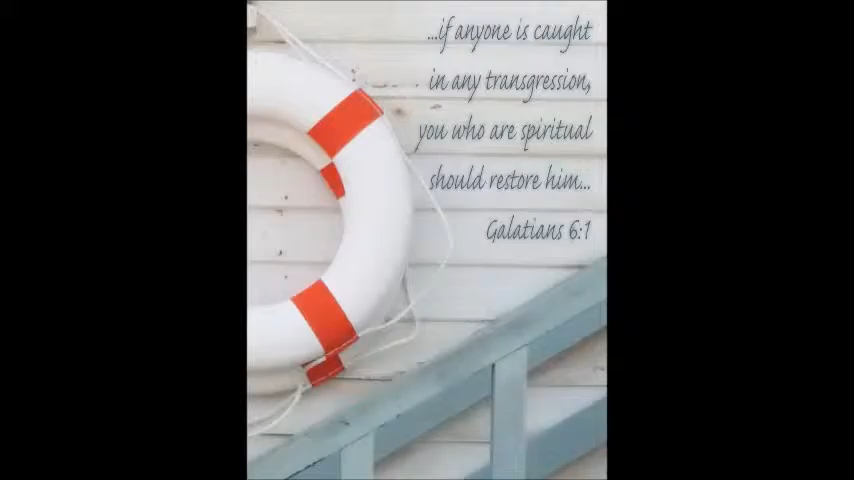 ...if anyone is caught
in any transgression,
you who are spiritual
should restore him...
Galatians 6:1